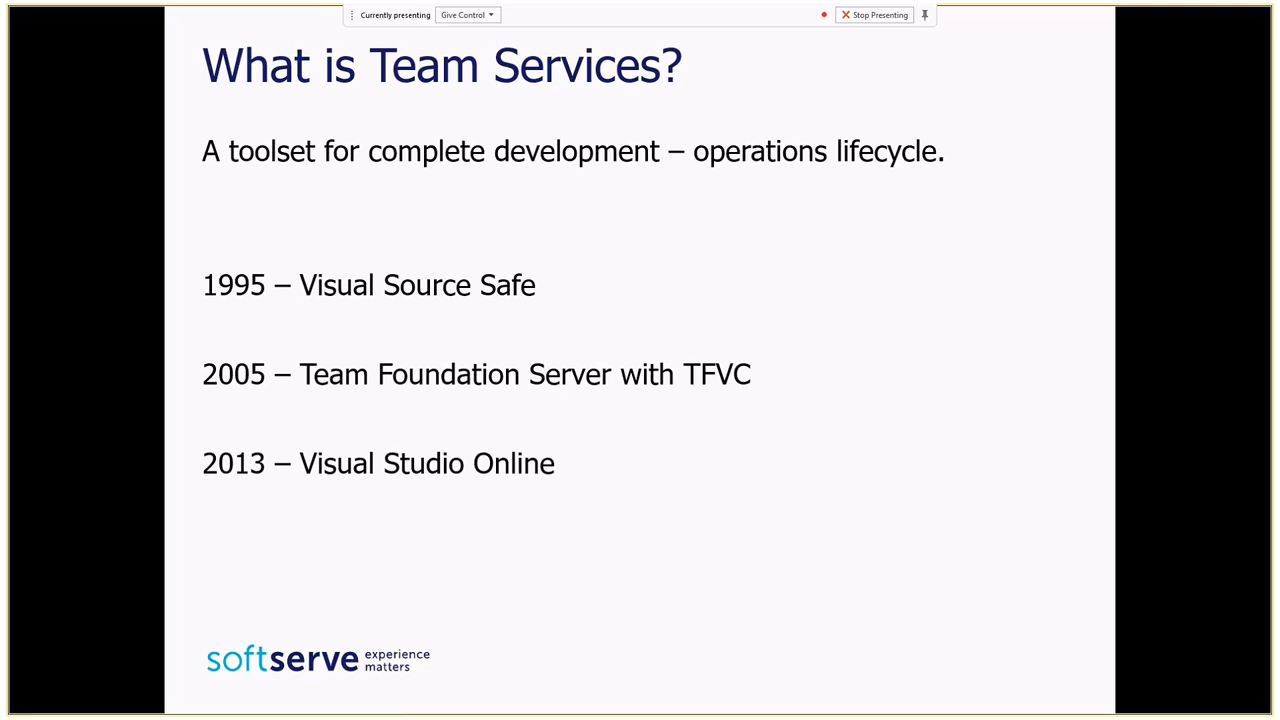 Currently presenting Give Control Stop Presenting
What is Team Services?
A toolset for complete development – operations lifecycle.
1995 – Visual Source Safe
2005 – Team Foundation Server with TFVC
2013 – Visual Studio Online
softserve experience
matters